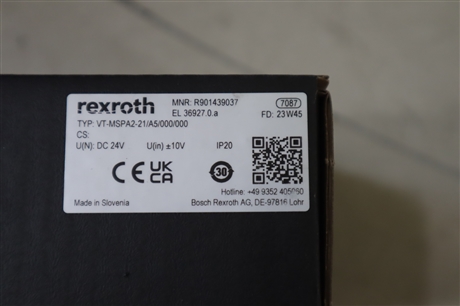 rexroth
MNR: R901439037
7087
EL 36927.0.a
FD: 23W45
TYP: VT-MSPA2-21/A5/000/000
CS:
U(N): DC 24V U(in) ±10V IP20
CE UK CA 30
Hotline: +49 9352 405060
Made in Slovenia
Bosch Rexroth AG, DE-97816 Lohr